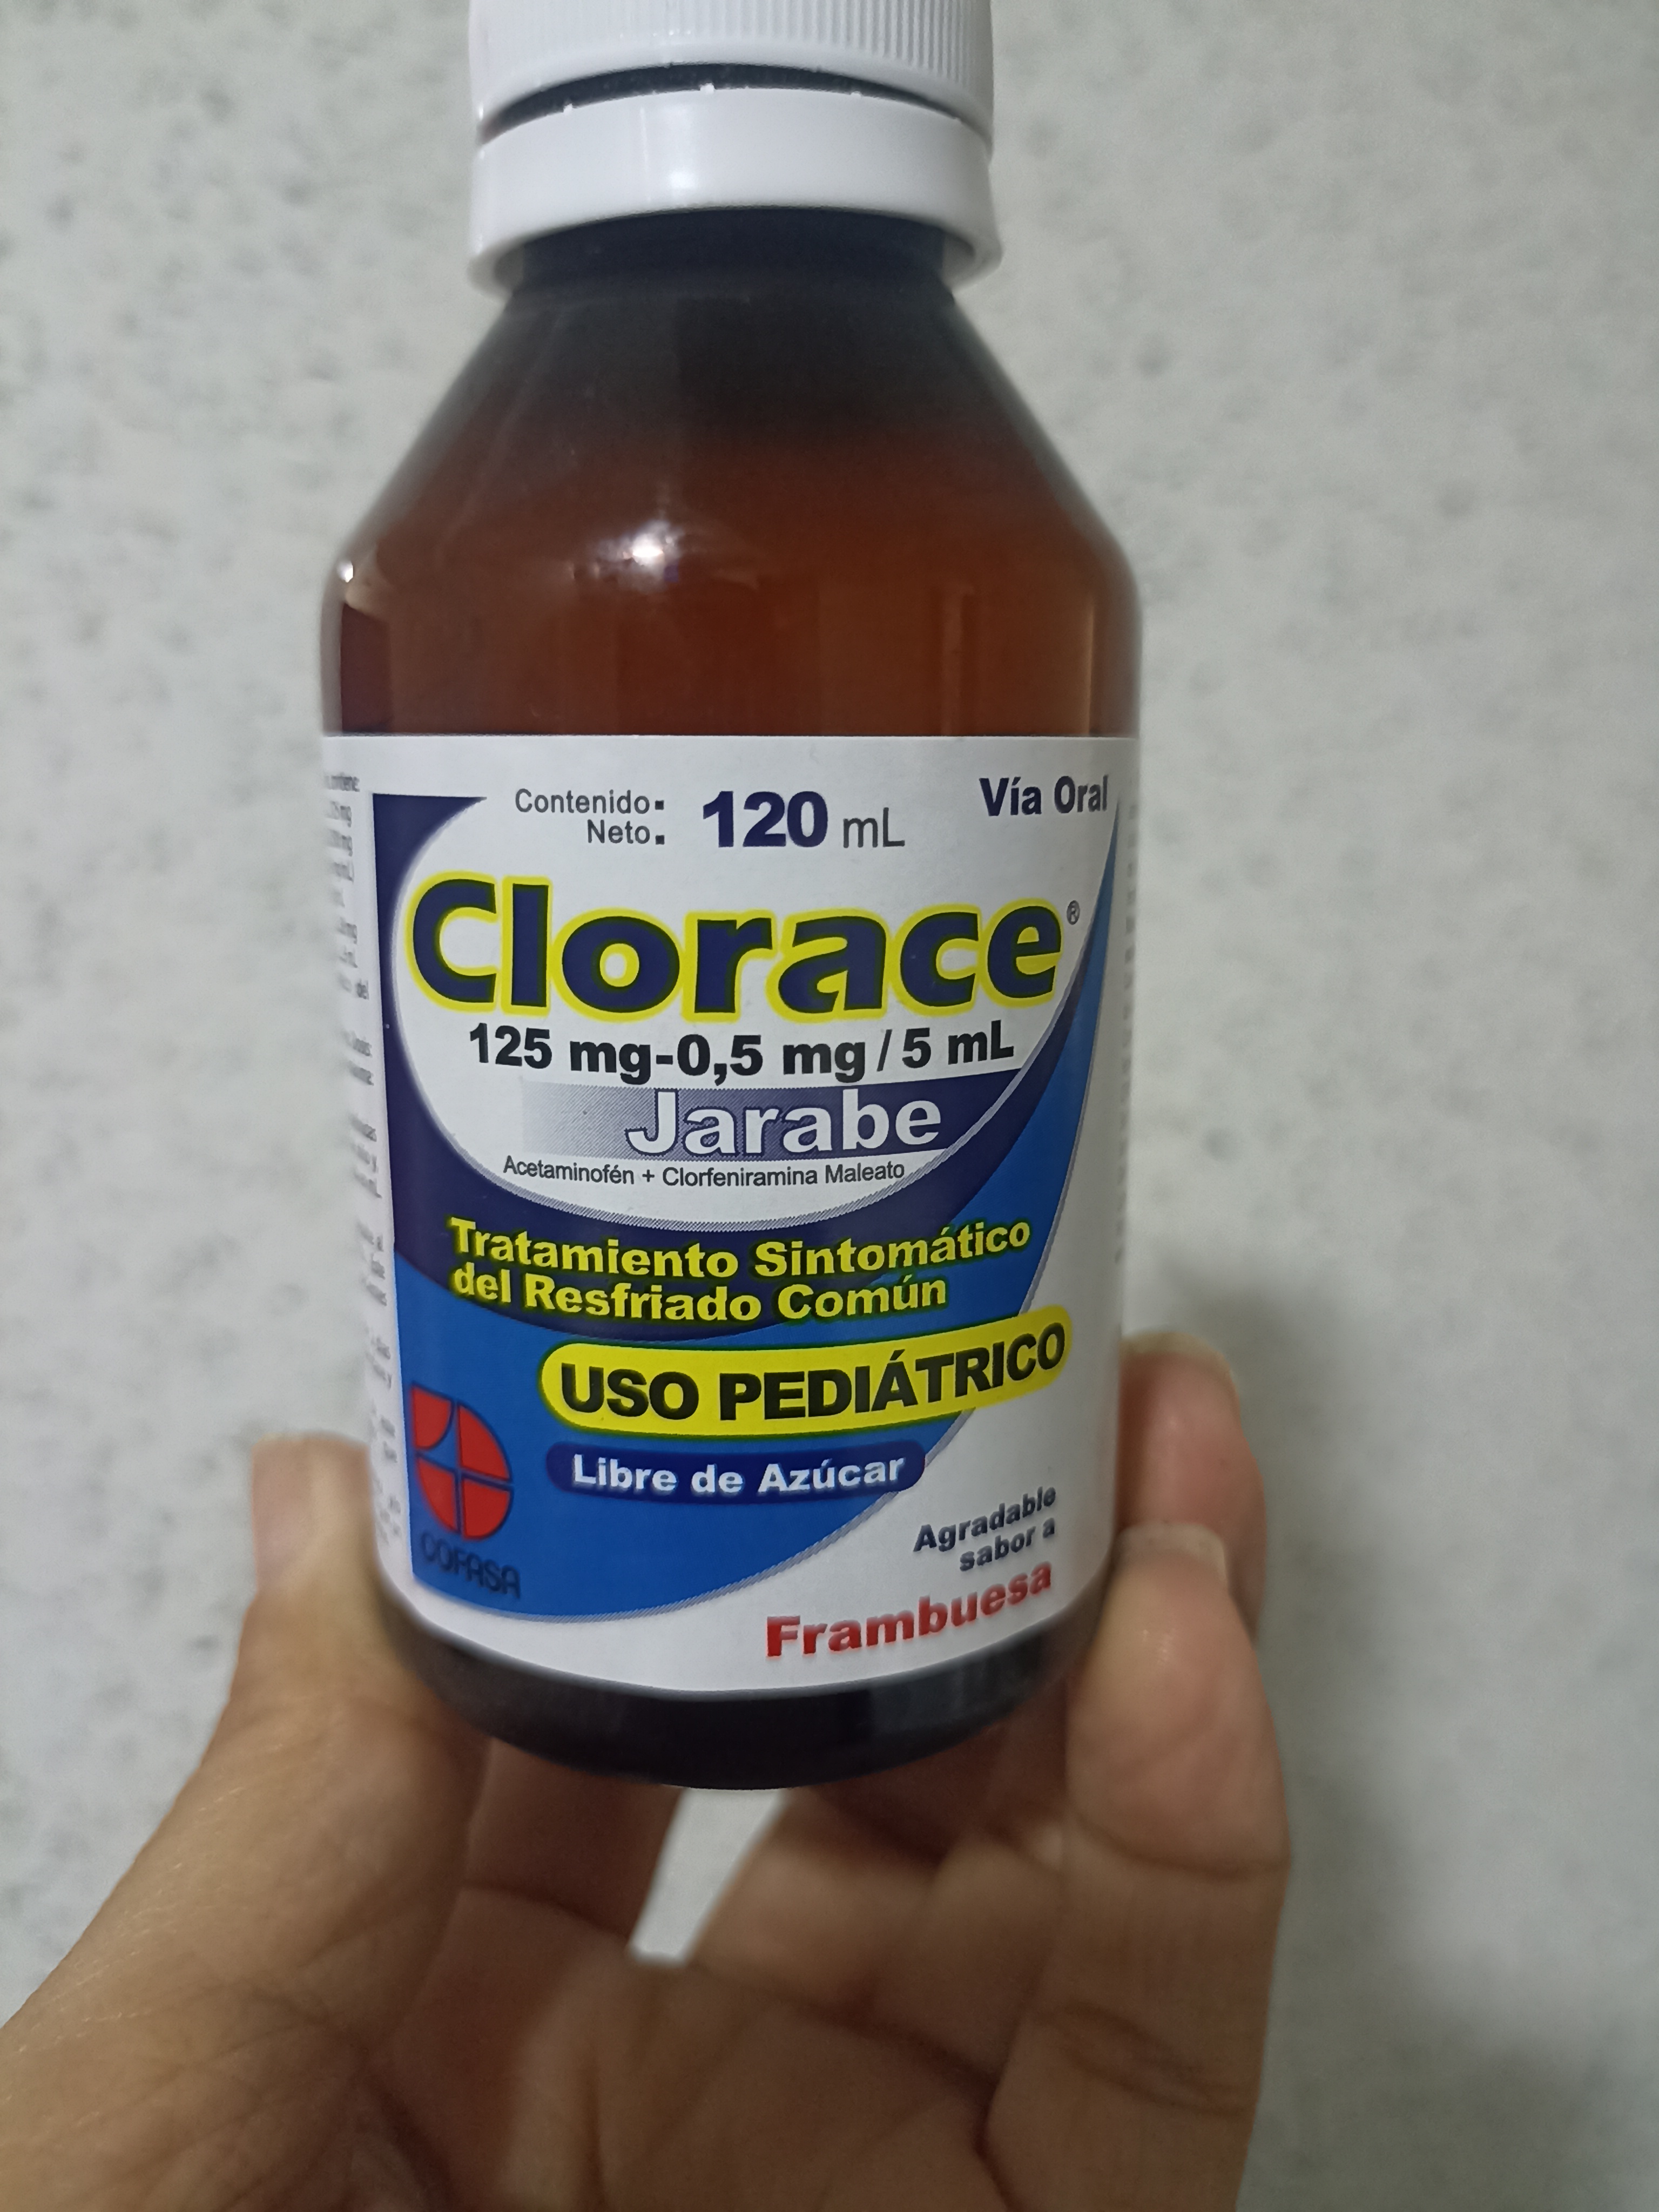 Contenido
Neto:
120 mL
Vía Oral
Clorace®
125 mg-0,5 mg / 5 mL
Jarabe
Acetaminofén + Clorfeniramina Maleato
Tratamiento Sintomático
del Resfriado Común
USO PEDIÁTRICO
Libre de Azúcar
COFASA
Agradable
sabor a
Frambuesa